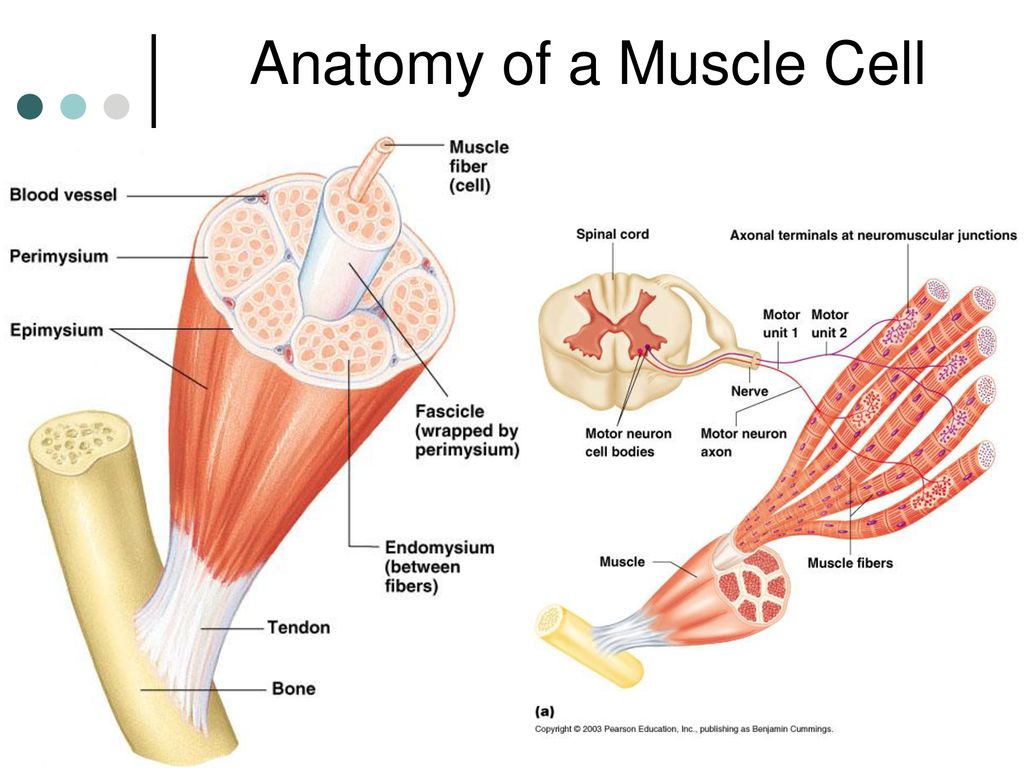 Anatomy of a Muscle Cell
Muscle
fiber
(cell)
Blood vessel
Perimysium
Epimysium
Fascicle
(wrapped by
perimysium)
Endomysium
(between
fibers)
Tendon
Bone
Spinal cord
Axonal terminals at neuromuscular junctions
Motor
unit 1
Motor
unit 2
Nerve
Motor neuron
cell bodies
Motor neuron
axon
Muscle
Muscle fibers
(a)
Copyright © 2003 Pearson Education, Inc., publishing as Benjamin Cummings.